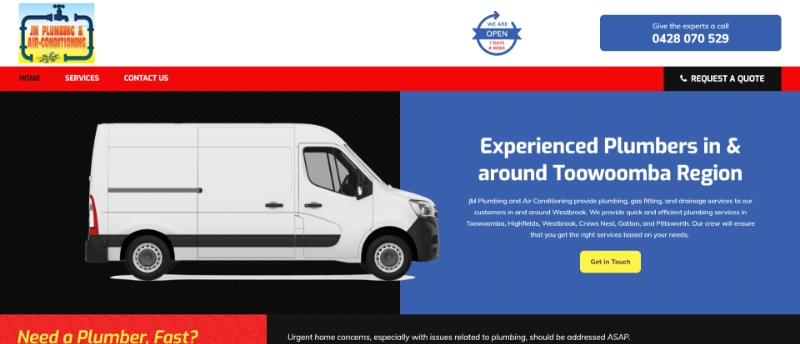 JM PLUMBING &
AIR-CONDITIONING
WE ARE
OPEN
7 DAYS
A WEEK
Give the experts a call
0428 070 529
HOME
SERVICES
CONTACT US
REQUEST A QUOTE
Experienced Plumbers in &
around Toowoomba Region
JM Plumbing and Air Conditioning provide plumbing, gas fitting, and drainage services to our
customers in and around Westbrook. We provide quick and efficient plumbing services in
Toowoomba, Highfields, Westbrook, Crows Nest, Gatton, and Pittsworth. Our crew will ensure
that you get the right services based on your needs.
Get in Touch
Need a Plumber, Fast?
Urgent home concerns, especially with issues related to plumbing, should be addressed ASAP.